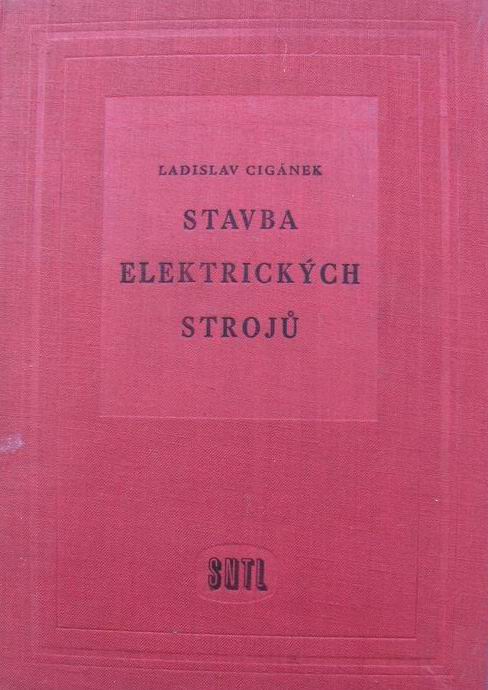 LADISLAV CIGÁNEK
STAVBA
ELEKTRICKÝCH
STROJŮ
SNTL